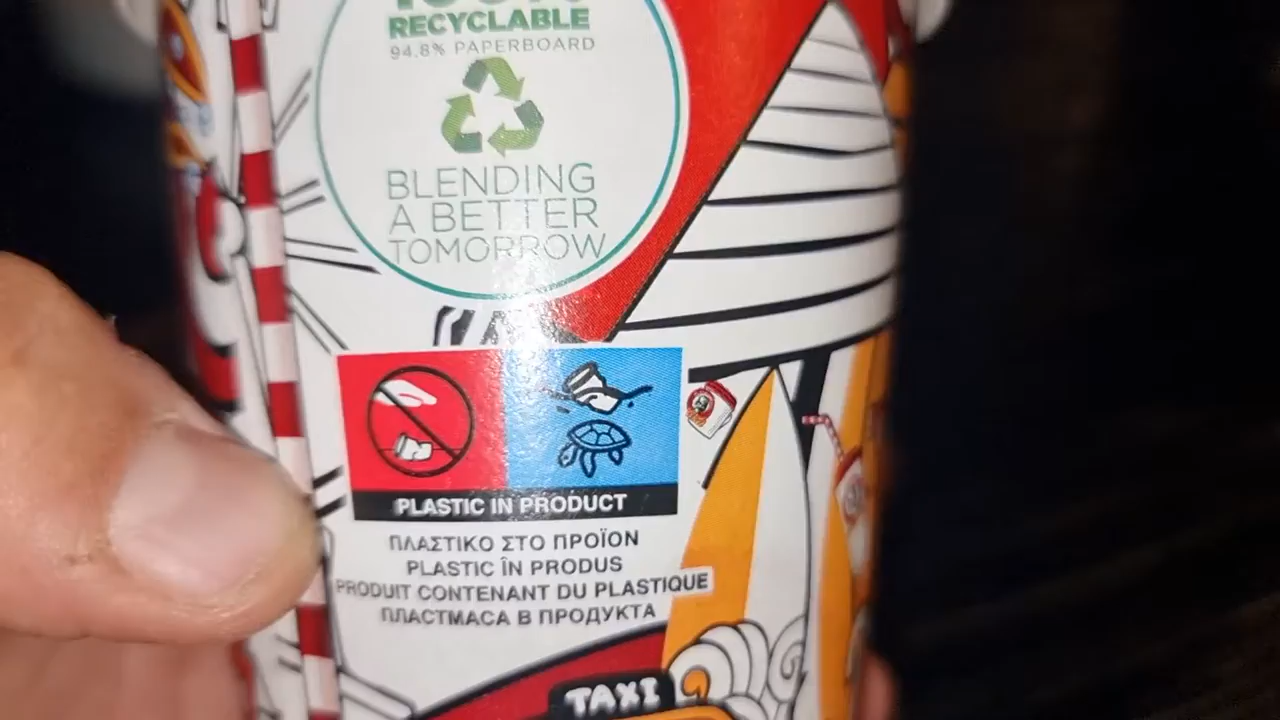 RECYCLABLE
94.8% PAPERBOARD
BLENDING
A BETTER
TOMORROW
PLASTIC IN PRODUCT
ΠΛΑΣΤΙΚΟ ΣΤΟ ΠΡΟΪΟΝ
PLASTIC ÎN PRODUS
PRODUIT CONTENANT DU PLASTIQUE
ПЛАСТМАСА В ПРОДУКТА
TAXI